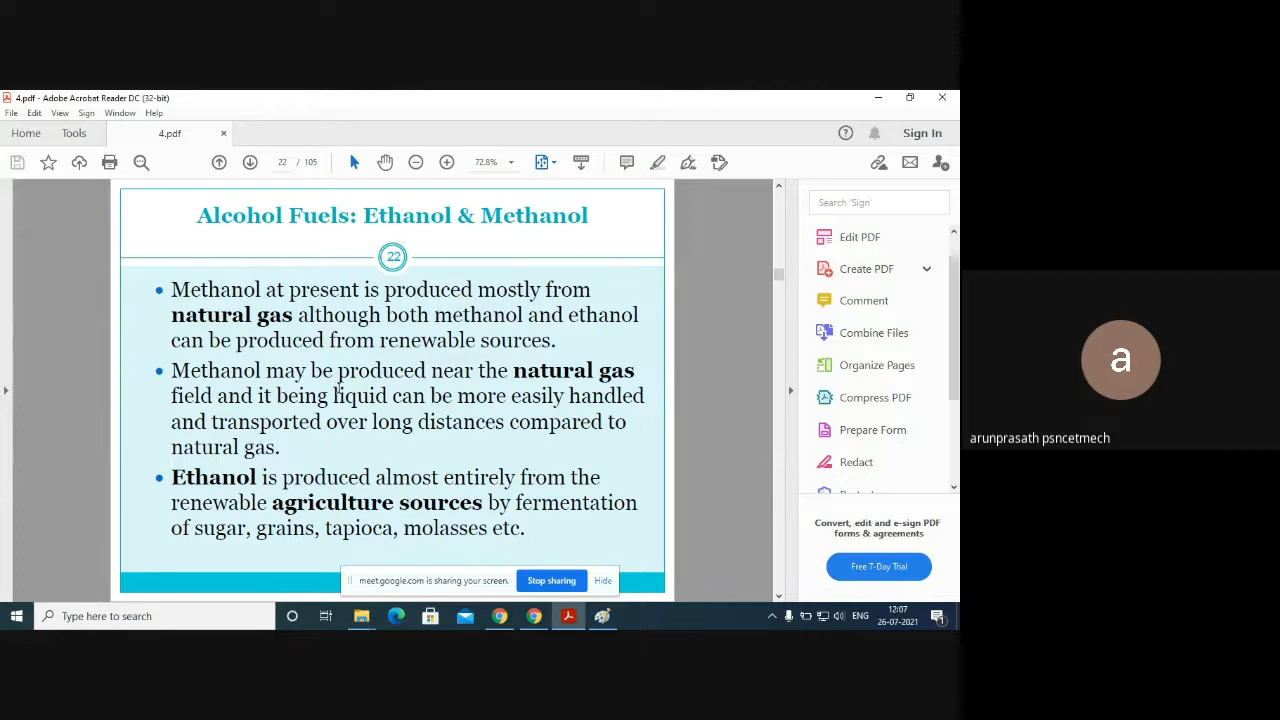 4.pdf - Adobe Acrobat Reader DC (32-bit)
File Edit View Sign Window Help
Home Tools 4.pdf × Sign In
22 / 105 72.8%
Alcohol Fuels: Ethanol & Methanol
22
• Methanol at present is produced mostly from
natural gas although both methanol and ethanol
can be produced from renewable sources.
• Methanol may be produced near the natural gas
field and it being liquid can be more easily handled
and transported over long distances compared to
natural gas.
• Ethanol is produced almost entirely from the
renewable agriculture sources by fermentation
of sugar, grains, tapioca, molasses etc.
meet.google.com is sharing your screen. Stop sharing Hide
Search 'Sign'
Edit PDF
Create PDF
Comment
Combine Files
Organize Pages
Compress PDF
Prepare Form
Redact
Convert, edit and e-sign PDF
forms & agreements
Free 7-Day Trial
Type here to search
ENG
12:07
26-07-2021
1
a
arunprasath psncetmech